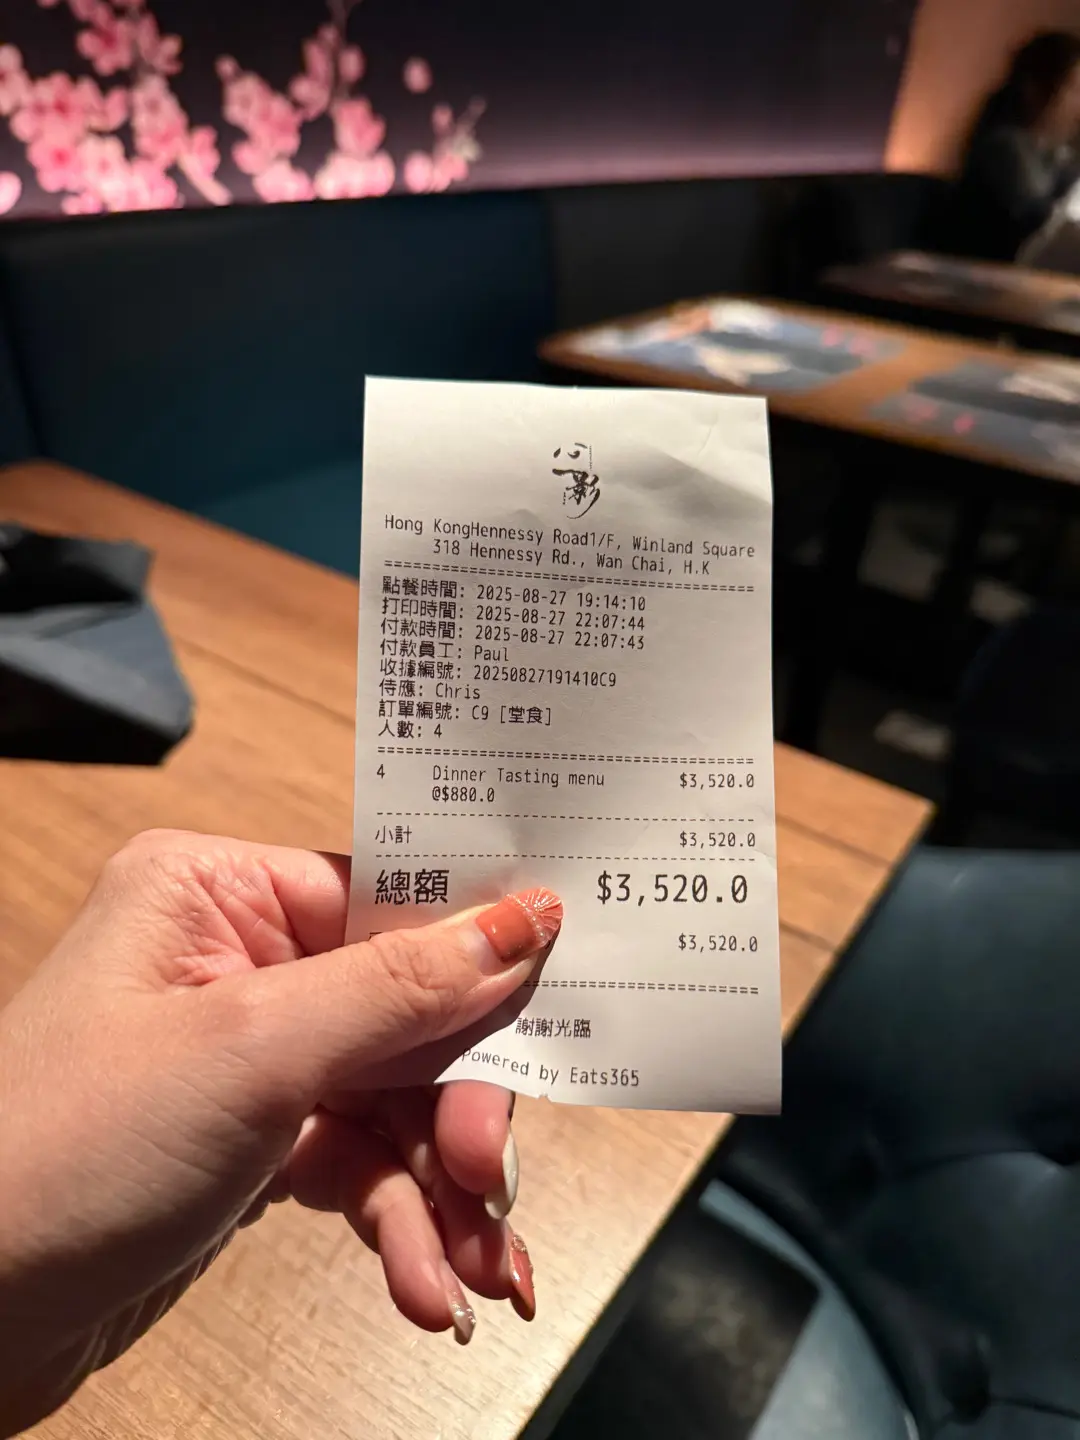 心
影
Hong KongHennessy Road1/F, Winland Square
318 Hennessy Rd., Wan Chai, H.K
點餐時間: 2025-08-27 19:14:10
打印時間: 2025-08-27 22:07:44
付款時間: 2025-08-27 22:07:43
付款員工: Paul
收據編號: 20250827191410C9
侍應: Chris
訂單編號: C9 [堂食]
人數: 4
4 Dinner Tasting menu $3,520.0
@$880.0
小計 $3,520.0
總額 $3,520.0
$3,520.0
謝謝光臨
Powered by Eats365